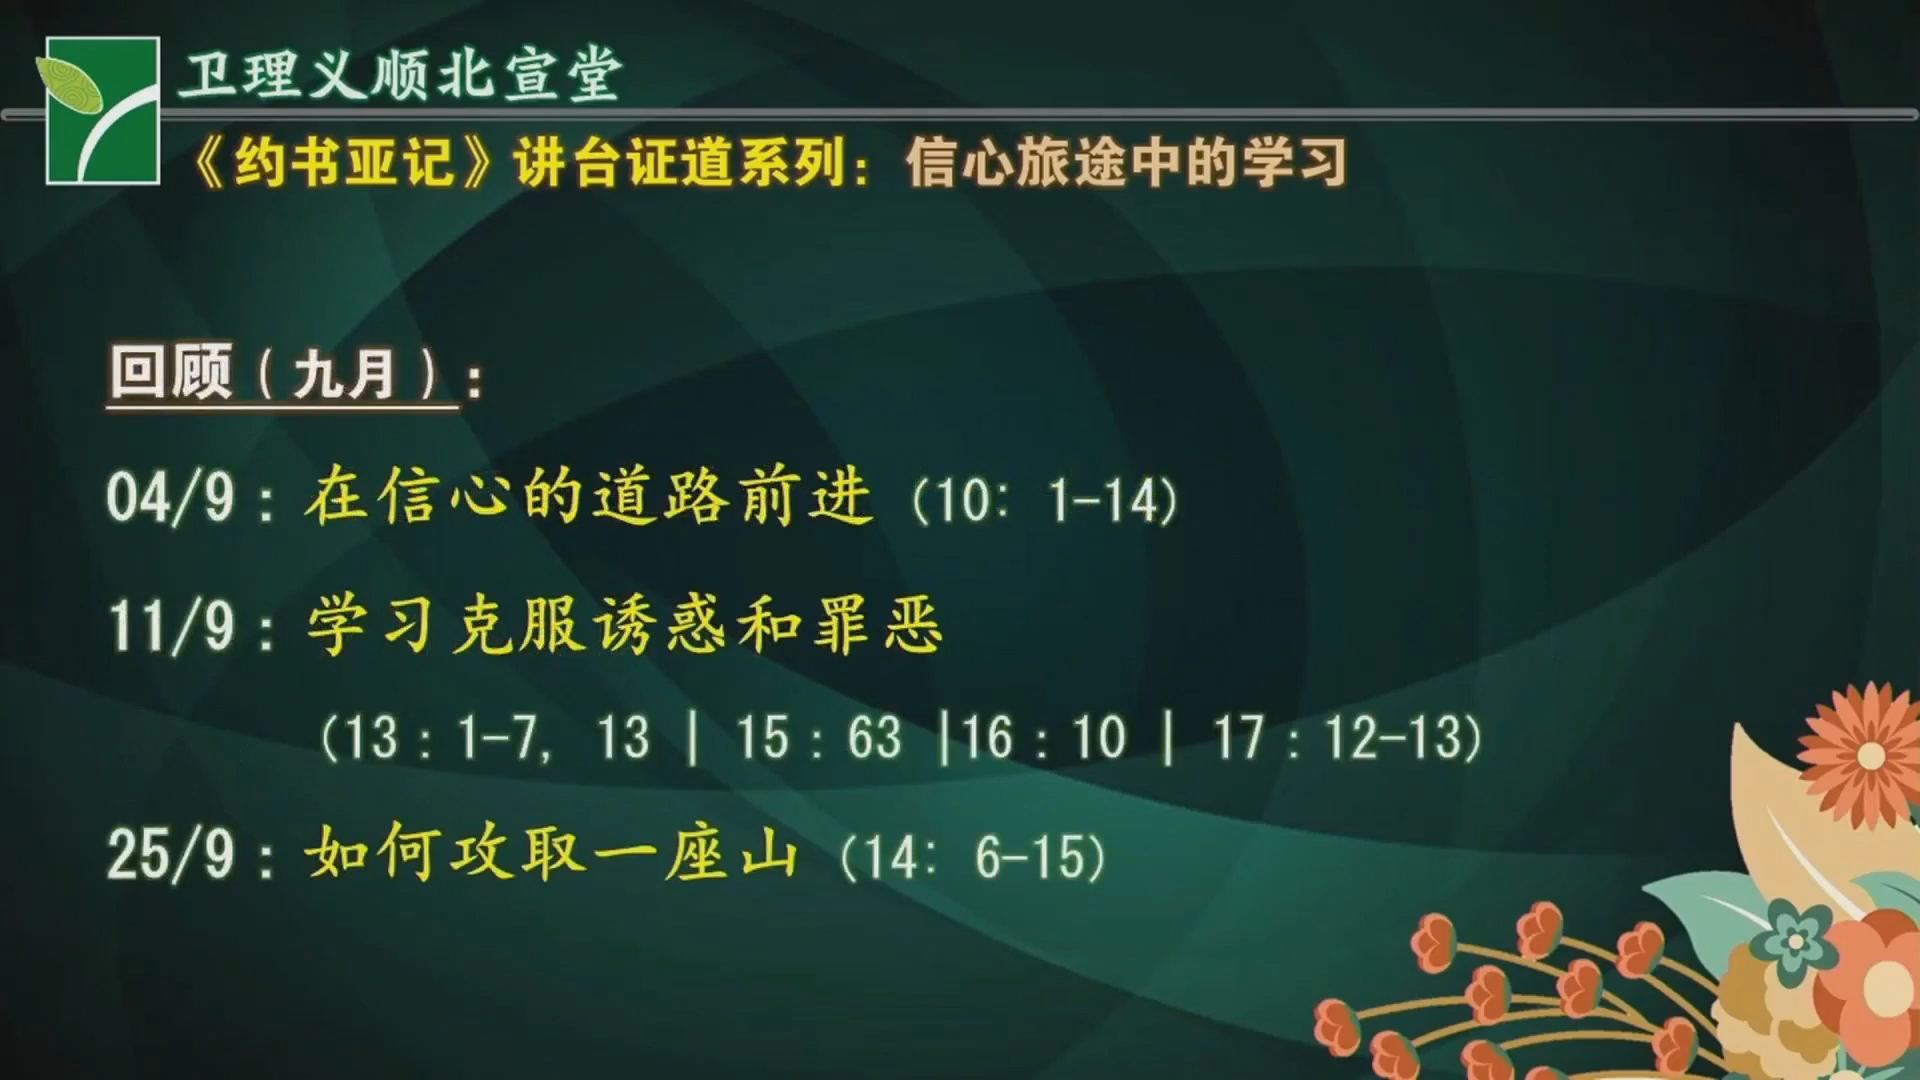 卫理义顺北宣堂
《约书亚记》讲台证道系列：信心旅途中的学习
回顾（九月）：
04/9：在信心的道路前进（10：1-14）
11/9：学习克服诱惑和罪恶
（13：1-7, 13 | 15：63 |16：10 | 17：12-13）
25/9：如何攻取一座山（14：6-15）